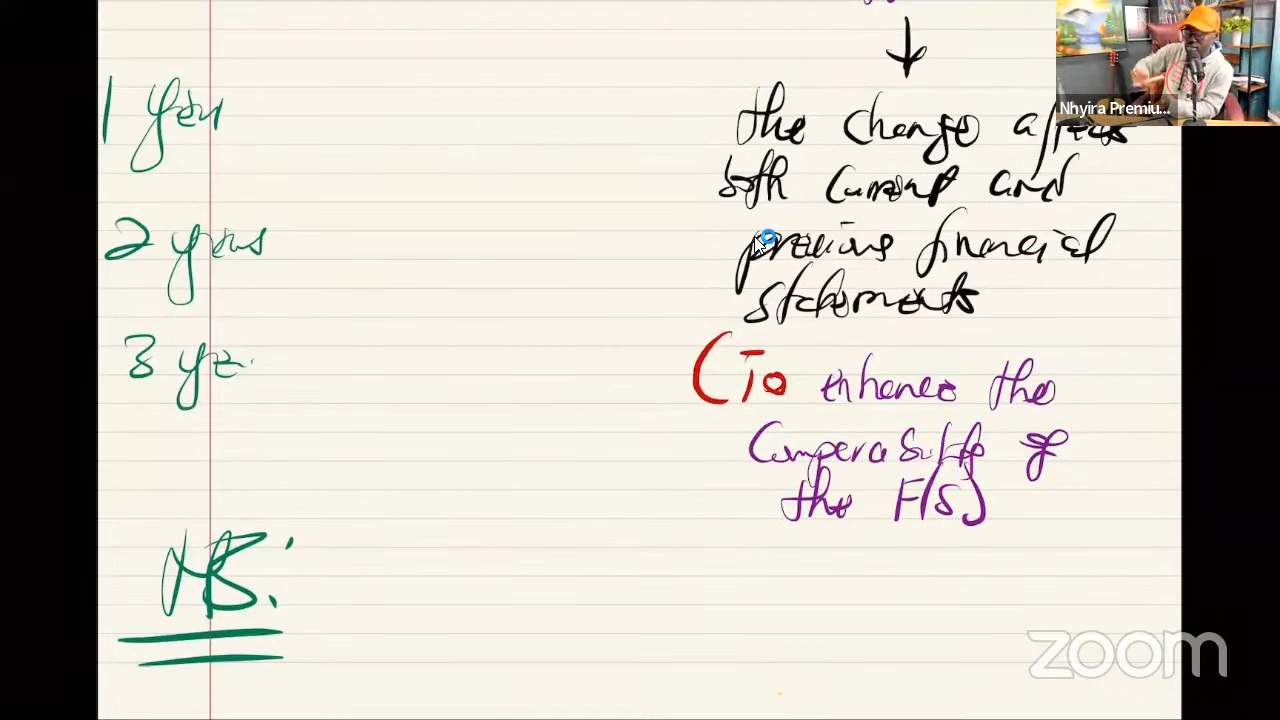 1 year
2 years
3 ye
NB:
the change affects
both current and
previous financial
statements
(To enhance the
comparability of
the F/S)
Nhyira Premiu...
zoom